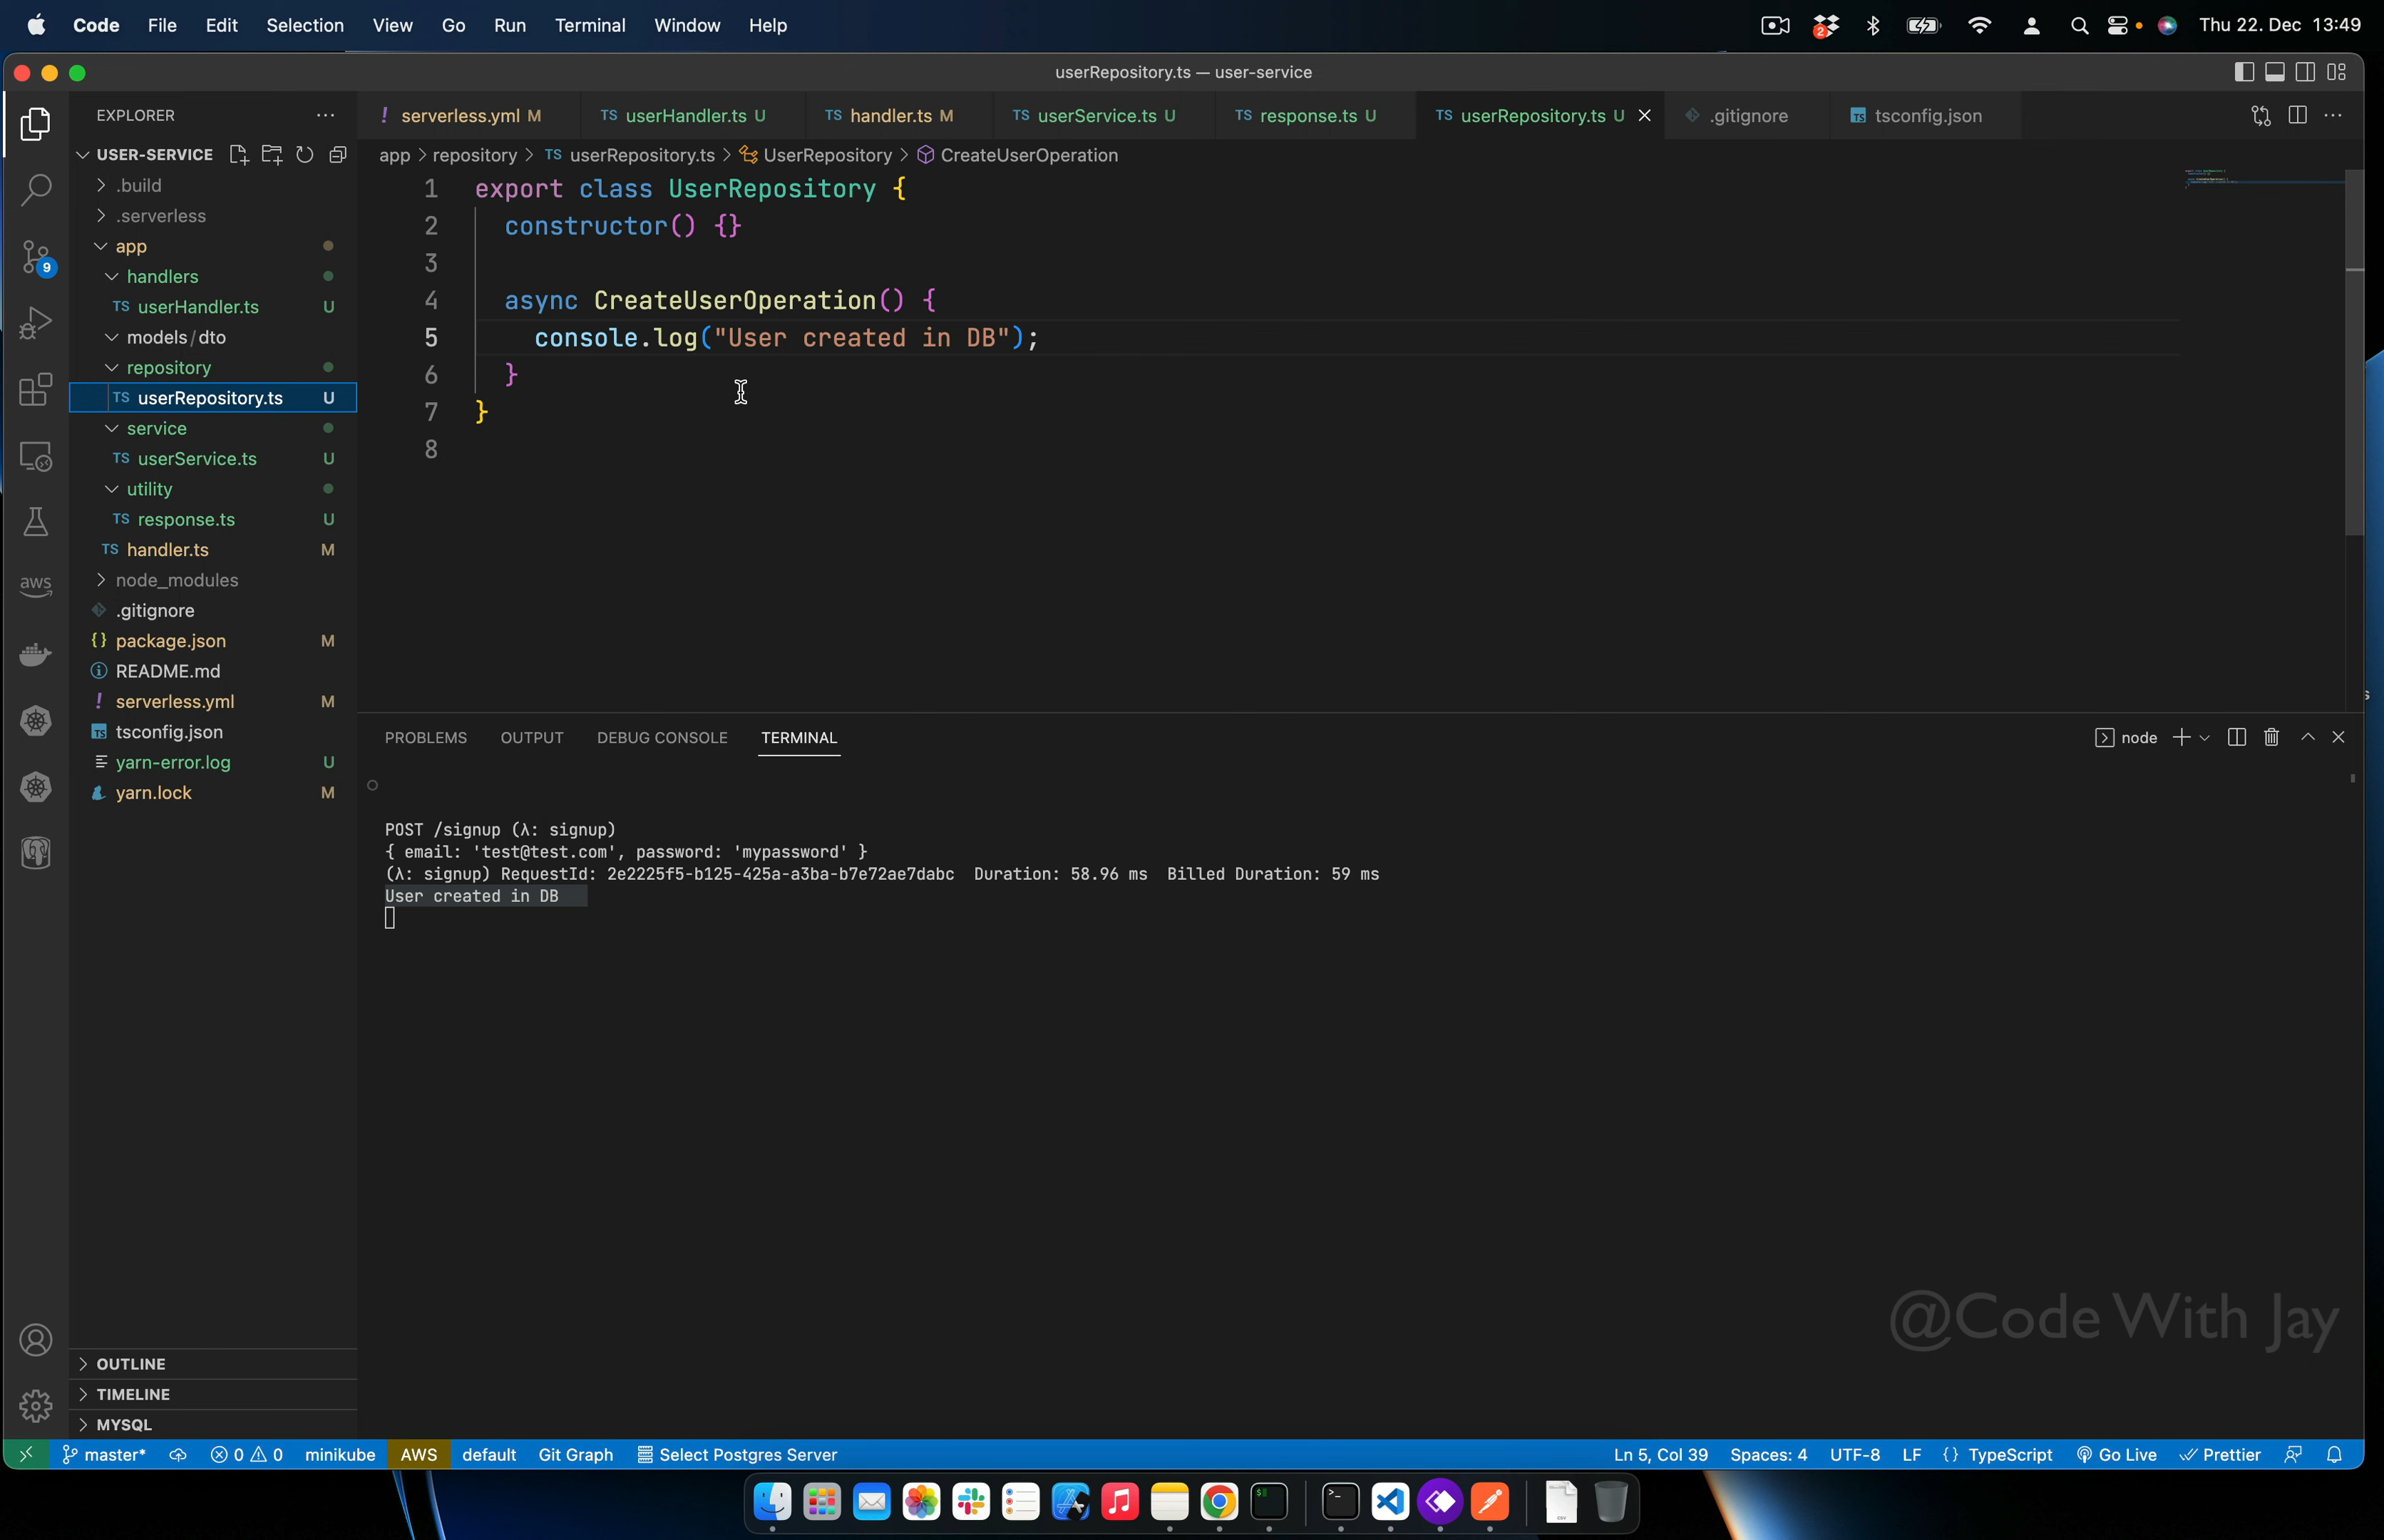 Code File Edit Selection View Go Run Terminal Window Help
2
Thu 22. Dec 13:49
userRepository.ts — user-service
EXPLORER
USER-SERVICE
.build
.serverless
app
handlers
TS userHandler.ts U
models/dto
repository
TS userRepository.ts U
service
TS userService.ts U
utility
TS response.ts U
TS handler.ts M
node_modules
.gitignore
{} package.json M
README.md
! serverless.yml M
TS tsconfig.json
yarn-error.log U
yarn.lock M
9
aws
OUTLINE
TIMELINE
MYSQL
! serverless.yml M
TS userHandler.ts U
TS handler.ts M
TS userService.ts U
TS response.ts U
TS userRepository.ts U
.gitignore
TS tsconfig.json
app > repository > TS userRepository.ts > UserRepository > CreateUserOperation
1 export class UserRepository {
2 constructor() {}
3
4 async CreateUserOperation() {
5 console.log("User created in DB");
6 }
7 }
8
PROBLEMS OUTPUT DEBUG CONSOLE TERMINAL
node
POST /signup (λ: signup)
{ email: 'test@test.com', password: 'mypassword' }
(λ: signup) RequestId: 2e2225f5-b125-425a-a3ba-b7e72ae7dabc Duration: 58.96 ms Billed Duration: 59 ms
User created in DB
@Code With Jay
master* 0 0 minikube AWS default Git Graph Select Postgres Server
Ln 5, Col 39 Spaces: 4 UTF-8 LF {} TypeScript Go Live Prettier